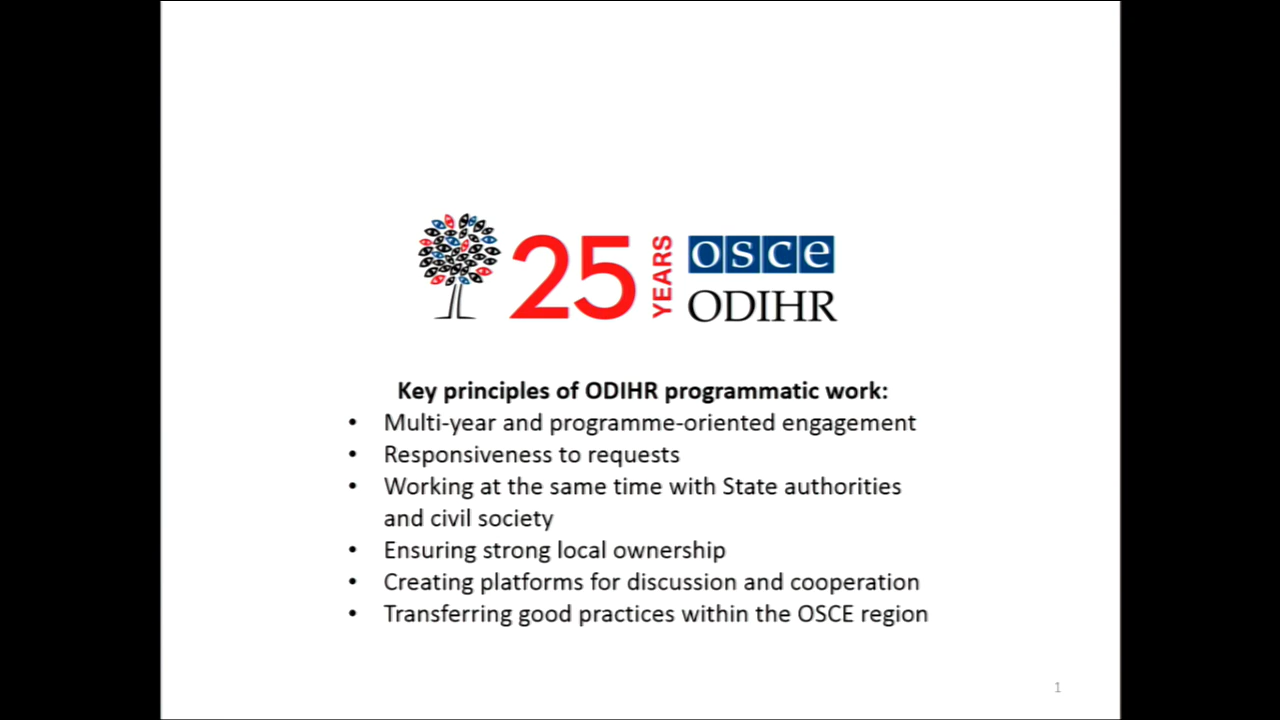 25 YEARS osce
ODIHR
Key principles of ODIHR programmatic work:
• Multi-year and programme-oriented engagement
• Responsiveness to requests
• Working at the same time with State authorities
and civil society
• Ensuring strong local ownership
• Creating platforms for discussion and cooperation
• Transferring good practices within the OSCE region
1